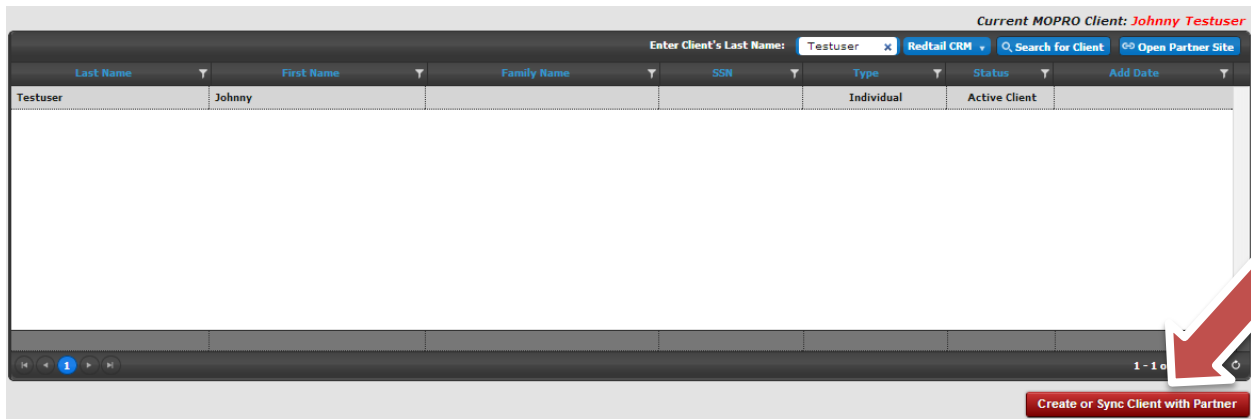 Current MOPRO Client: Johnny Testuser
Enter Client's Last Name: Testuser x Redtail CRM Search for Client Open Partner Site
Last Name First Name Family Name SSN Type Status Add Date
Testuser Johnny Individual Active Client
1 1 - 1 o
Create or Sync Client with Partner